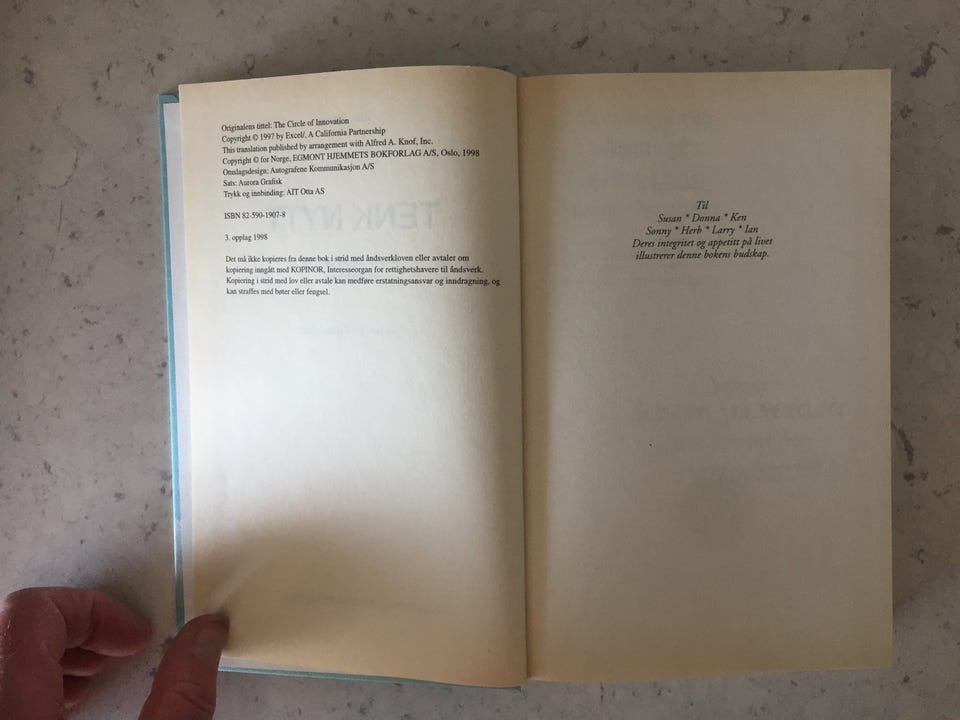 Originalens tittel: The Circle of Innovation
Copyright © 1997 by Excel/, A California Partnership
This translation published by arrangement with Alfred A. Knof, Inc.
Copyright © for Norge, EGMONT HJEMMETS BOKFORLAG A/S, Oslo, 1998
Omslagsdesign: Autografene Kommunikasjon A/S
Sats: Aurora Grafisk
Trykk og innbinding: AIT Otta AS
ISBN 82-590-1907-8
3. opplag 1998
Det må ikke kopieres fra denne bok i strid med åndsverkloven eller avtaler om
kopiering inngått med KOPINOR, Interesseorgan for rettighetshavere til åndsverk.
Kopiering i strid med lov eller avtale kan medføre erstatningsansvar og inndragning, og
kan straffes med bøter eller fengsel.
Til
Susan * Donna * Ken
Sonny * Herb * Larry * Ian
Deres integritet og appetitt på livet
illustrerer denne bokens budskap.